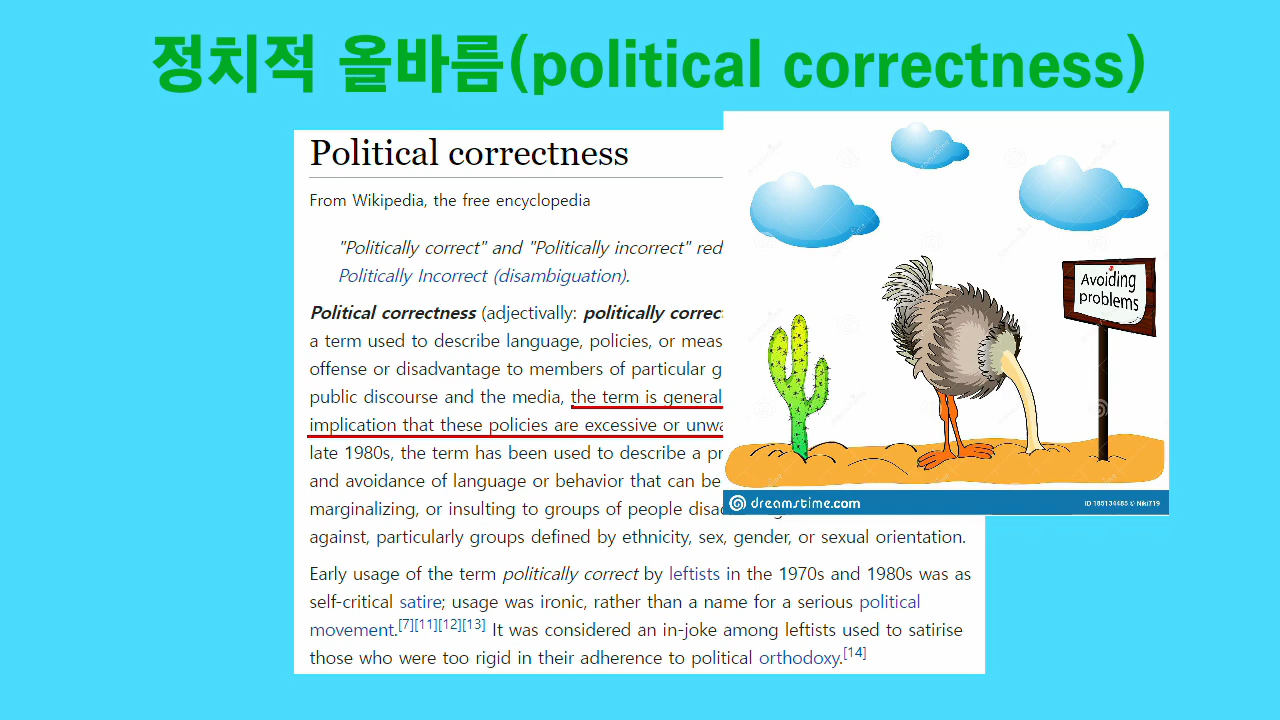 정치적 올바름(political correctness)
Political correctness
From Wikipedia, the free encyclopedia
"Politically correct" and "Politically incorrect" red
Politically Incorrect (disambiguation).
Political correctness (adjectivally: politically correc
a term used to describe language, policies, or meas
offense or disadvantage to members of particular g
public discourse and the media, the term is general
implication that these policies are excessive or unwa
late 1980s, the term has been used to describe a pr
and avoidance of language or behavior that can be
marginalizing, or insulting to groups of people disa
against, particularly groups defined by ethnicity, sex, gender, or sexual orientation.
Early usage of the term politically correct by leftists in the 1970s and 1980s was as
self-critical satire; usage was ironic, rather than a name for a serious political
movement.[7][11][12][13] It was considered an in-joke among leftists used to satirise
those who were too rigid in their adherence to political orthodoxy.[14]
Avoiding
problems
dreamstime.com
ID 185134485 © Niki719